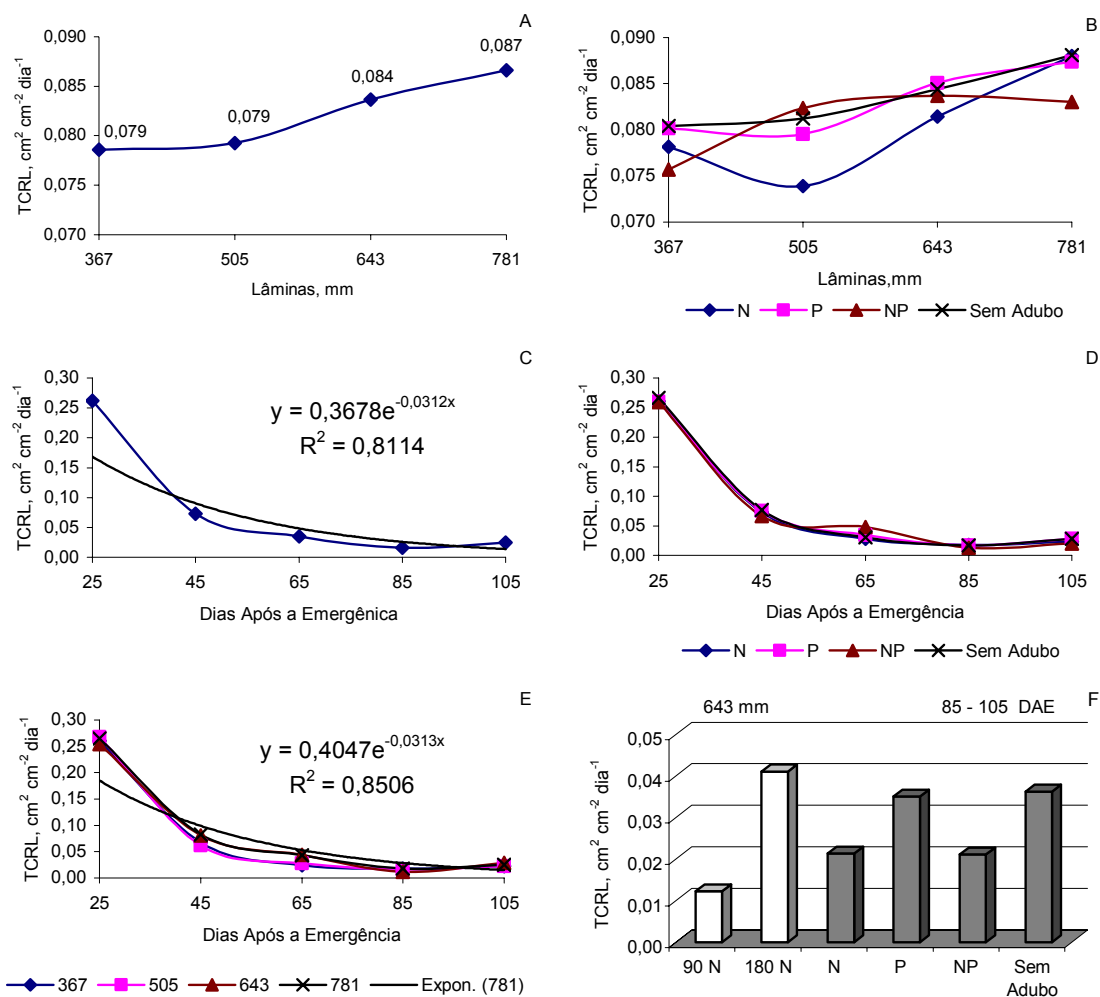 A
0,090
0,085
0,080
0,075
0,070
TCRL, cm² cm⁻² dia⁻¹
0,079
0,079
0,084
0,087
367 505 643 781
Lâminas, mm
B
0,090
0,085
0,080
0,075
0,070
TCRL, cm² cm⁻² dia⁻¹
367 505 643 781
Lâminas,mm
N P NP Sem Adubo
C
0,30
0,25
0,20
0,15
0,10
0,05
0,00
TCRL, cm² cm⁻² dia⁻¹
y = 0,3678e^-0,0312x
R² = 0,8114
25 45 65 85 105
Dias Após a Emergênica
D
0,30
0,25
0,20
0,15
0,10
0,05
0,00
TCRL, cm² cm⁻² dia⁻¹
25 45 65 85 105
Dias Após a Emergência
N P NP Sem Adubo
E
0,30
0,25
0,20
0,15
0,10
0,05
0,00
TCRL, cm² cm⁻² dia⁻¹
y = 0,4047e^-0,0313x
R² = 0,8506
25 45 65 85 105
Dias Após a Emergência
367 505 643 781 Expon. (781)
F
643 mm 85 - 105 DAE
0,05
0,04
0,03
0,02
0,01
0,00
TCRL, cm² cm⁻² dia⁻¹
90 N 180 N N P NP Sem
Adubo